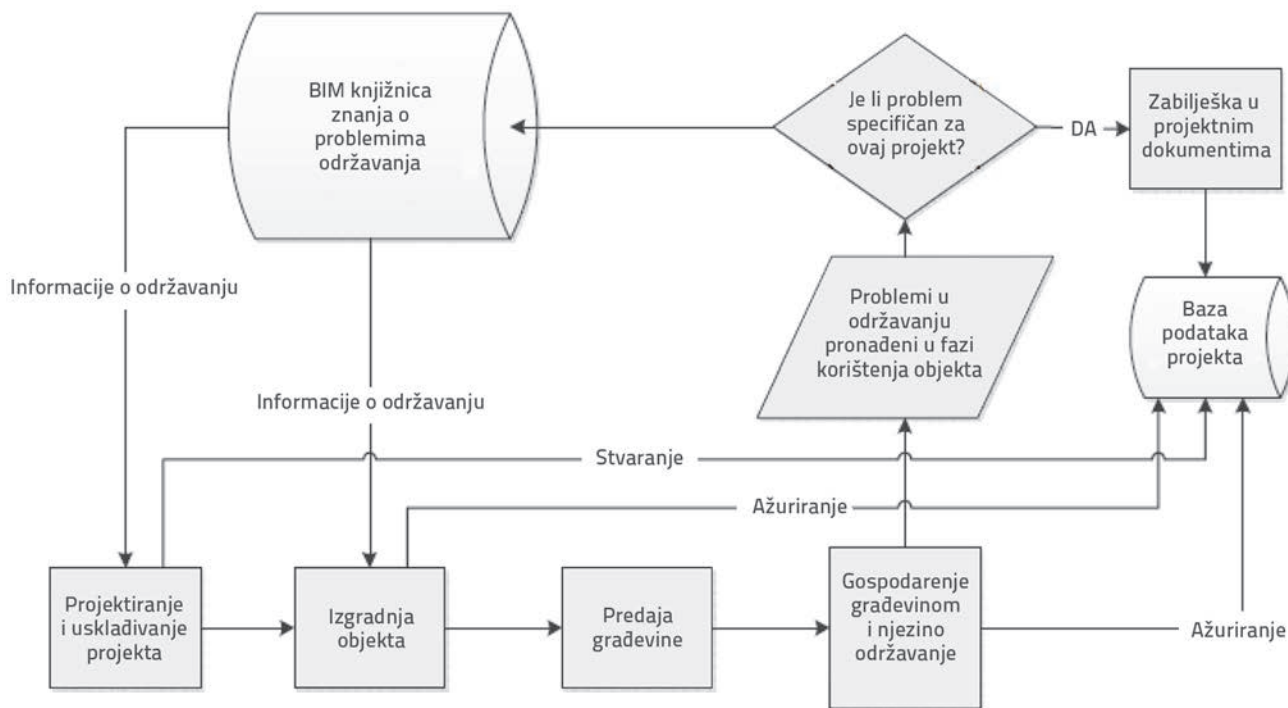 BIM knjižnica
znanja o
problemima
održavanja
Je li problem
specifičan za
ovaj projekt?
DA
Zabilješka u
projektnim
dokumentima
Informacije o održavanju
Problemi u
održavanju
pronađeni u fazi
korištenja objekta
Baza
podataka
projekta
Informacije o održavanju
Stvaranje
Ažuriranje
Projektiranje
i usklađivanje
projekta
Izgradnja
objekta
Predaja
građevine
Gospodarenje
građevinom
i njezino
održavanje
Ažuriranje